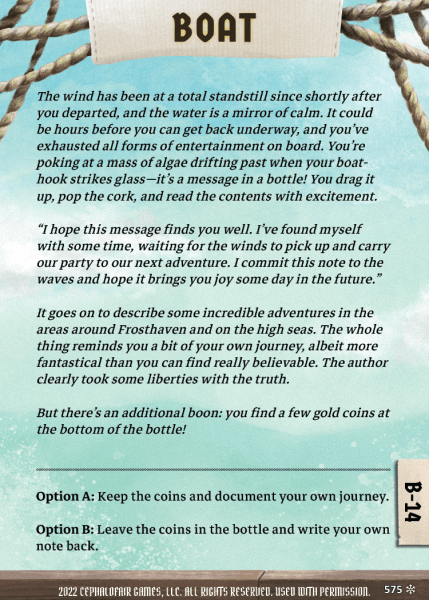 BOAT
The wind has been at a total standstill since shortly after
you departed, and the water is a mirror of calm. It could
be hours before you can get back underway, and you've
exhausted all forms of entertainment on board. You're
poking at a mass of algae drifting past when your boat-
hook strikes glass—it's a message in a bottle! You drag it
up, pop the cork, and read the contents with excitement.
“I hope this message finds you well. I've found myself
with some time, waiting for the winds to pick up and carry
our party to our next adventure. I commit this note to the
waves and hope it brings you joy some day in the future.”
It goes on to describe some incredible adventures in the
areas around Frosthaven and on the high seas. The whole
thing reminds you a bit of your own journey, albeit more
fantastical than you can find really believable. The author
clearly took some liberties with the truth.
But there's an additional boon: you find a few gold coins at
the bottom of the bottle!
Option A: Keep the coins and document your own journey.
Option B: Leave the coins in the bottle and write your own
note back.
B-14
2022 CEPHALOFAIR GAMES, LLC. ALL RIGHTS RESERVED. USED WITH PERMISSION.
575